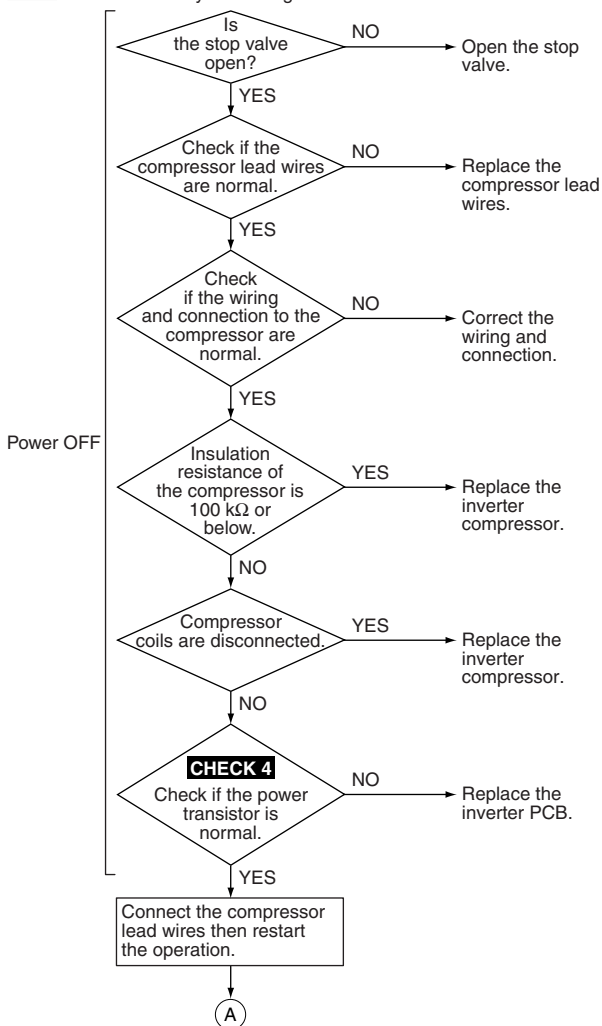 Is
the stop valve
open?
NO
Open the stop
valve.
YES
Check if the
compressor lead wires
are normal.
NO
Replace the
compressor lead
wires.
YES
Check
if the wiring
and connection to the
compressor are
normal.
NO
Correct the
wiring and
connection.
YES
Power OFF
Insulation
resistance of
the compressor is
100 kΩ or
below.
YES
Replace the
inverter
compressor.
NO
Compressor
coils are disconnected.
YES
Replace the
inverter
compressor.
NO
CHECK 4
Check if the power
transistor is
normal.
NO
Replace the
inverter PCB.
YES
Connect the compressor
lead wires then restart
the operation.
A